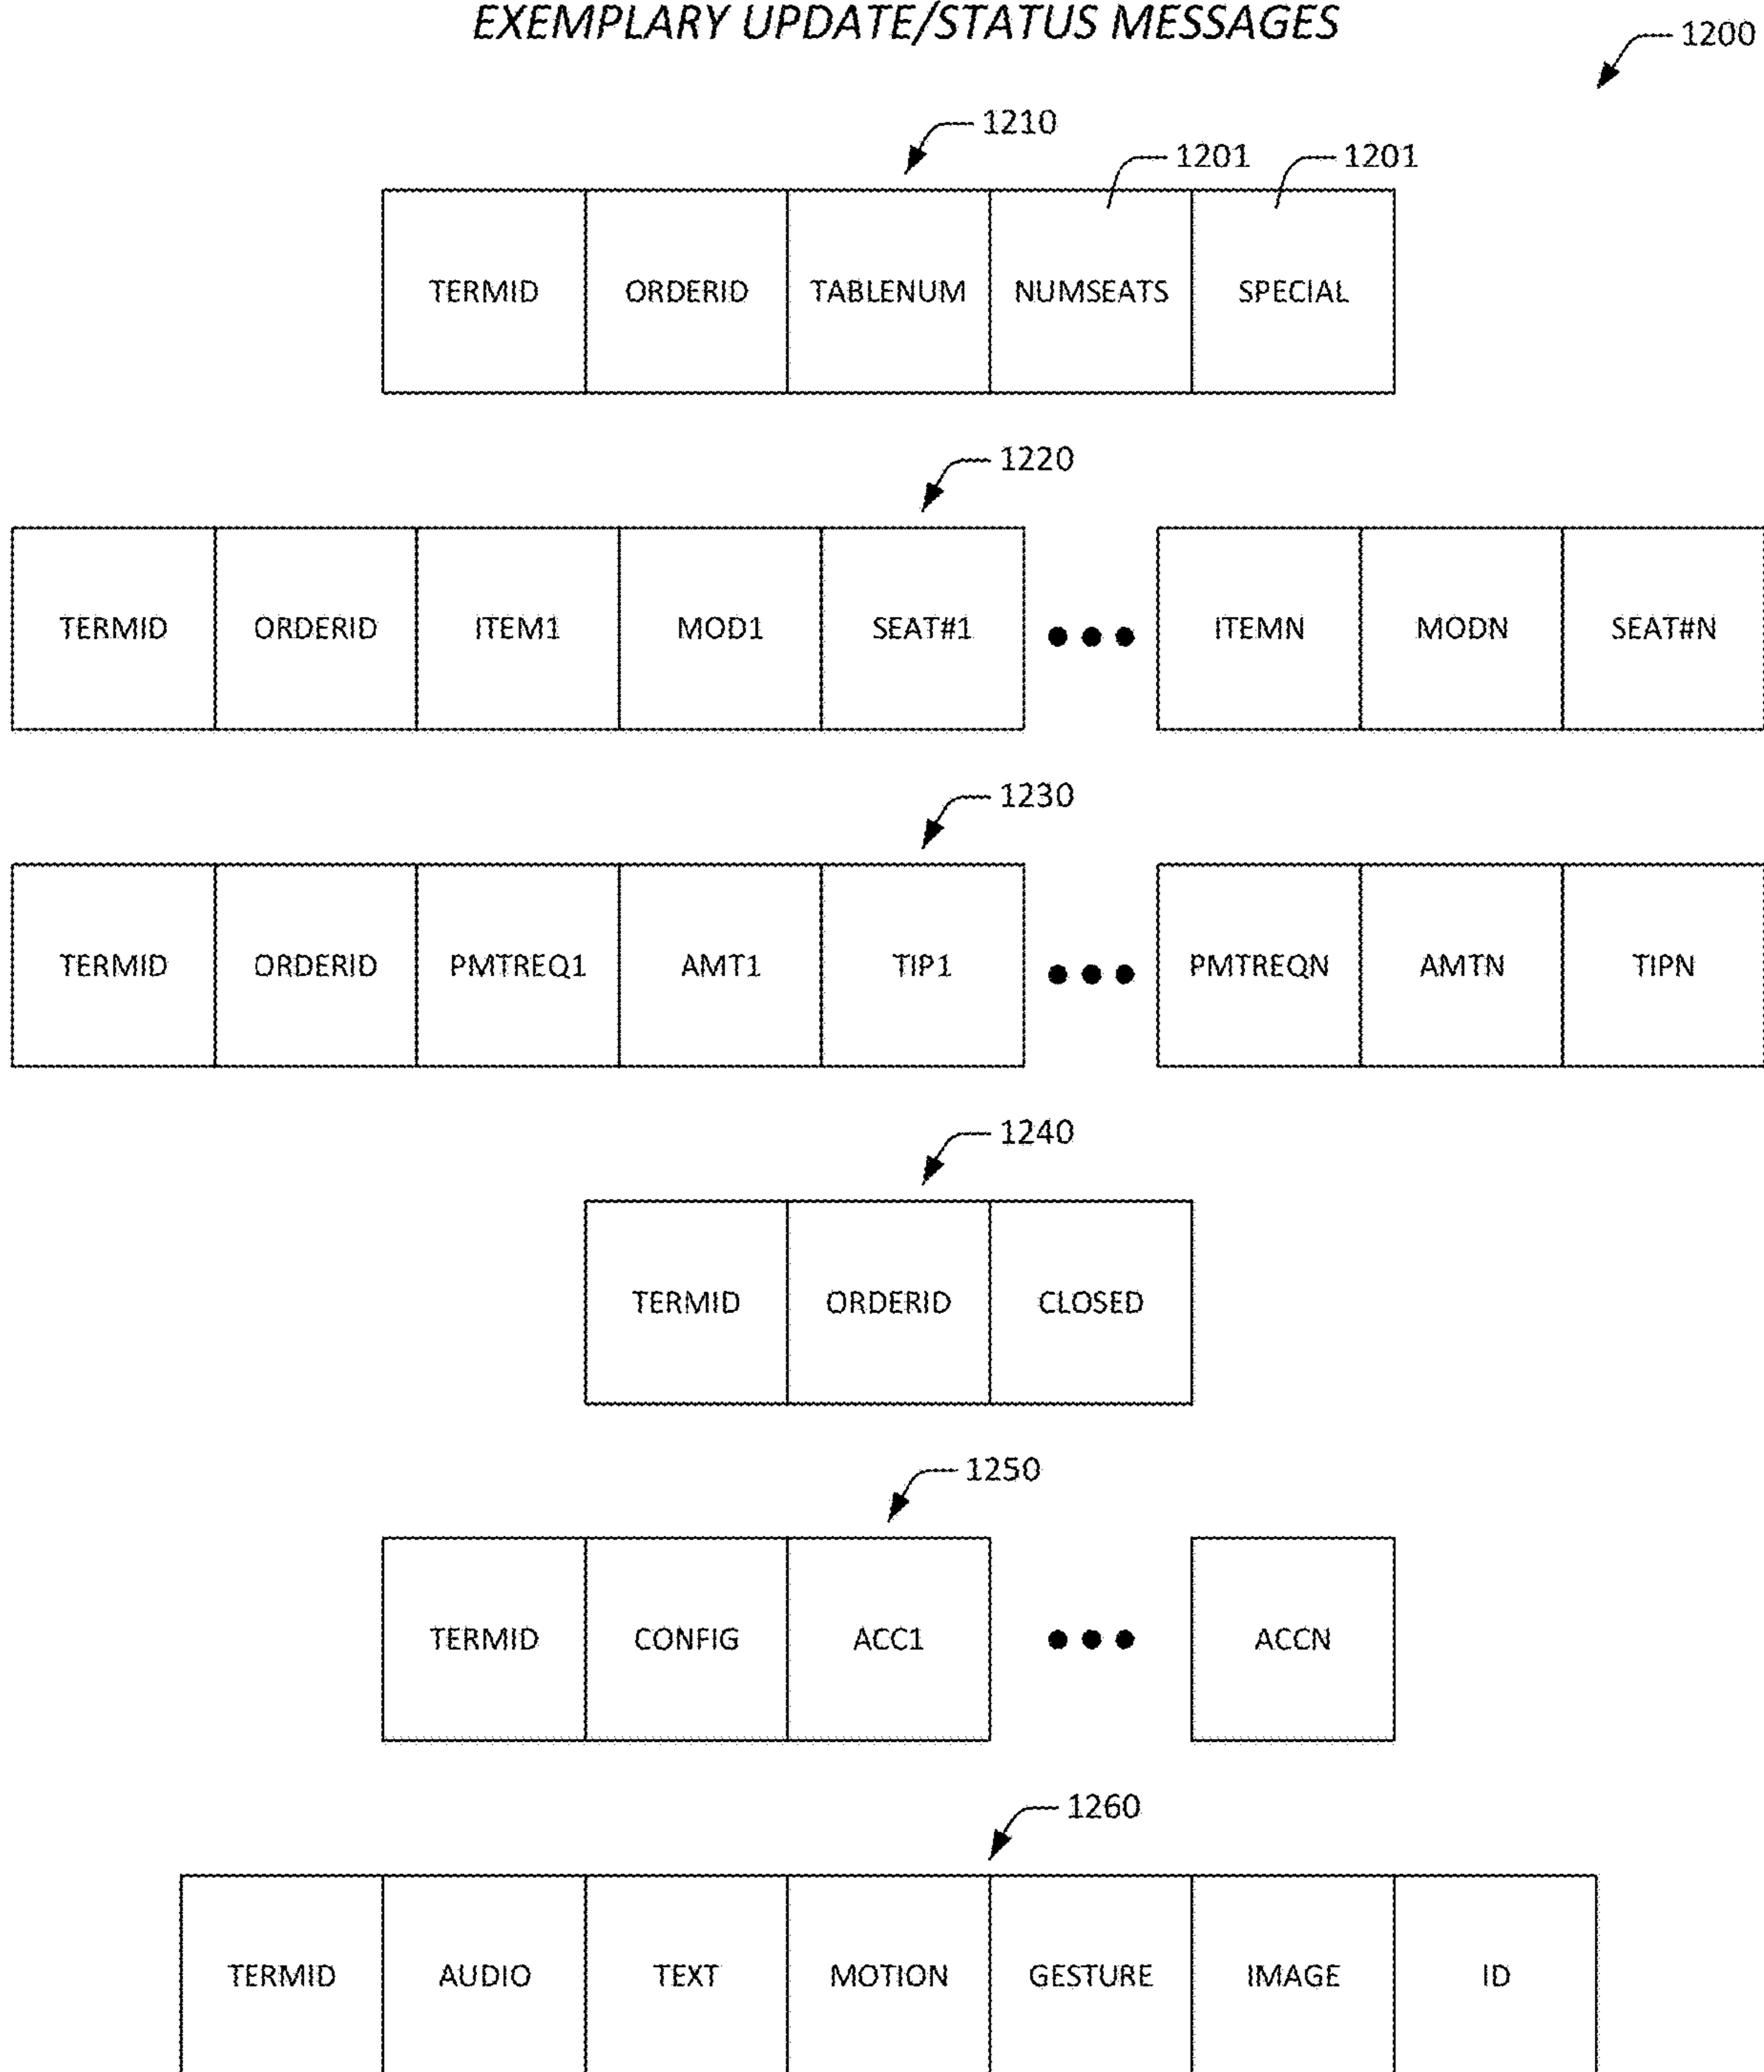 EXEMPLARY UPDATE/STATUS MESSAGES
1200
1210
1201 1201
TERMID ORDERID TABLENUM NUMSEATS SPECIAL
1220
TERMID ORDERID ITEM1 MOD1 SEAT#1 ••• ITEMN MODN SEAT#N
1230
TERMID ORDERID PMTREQ1 AMT1 TIP1 ••• PMTREQN AMTN TIPN
1240
TERMID ORDERID CLOSED
1250
TERMID CONFIG ACC1 ••• ACCN
1260
TERMID AUDIO TEXT MOTION GESTURE IMAGE ID